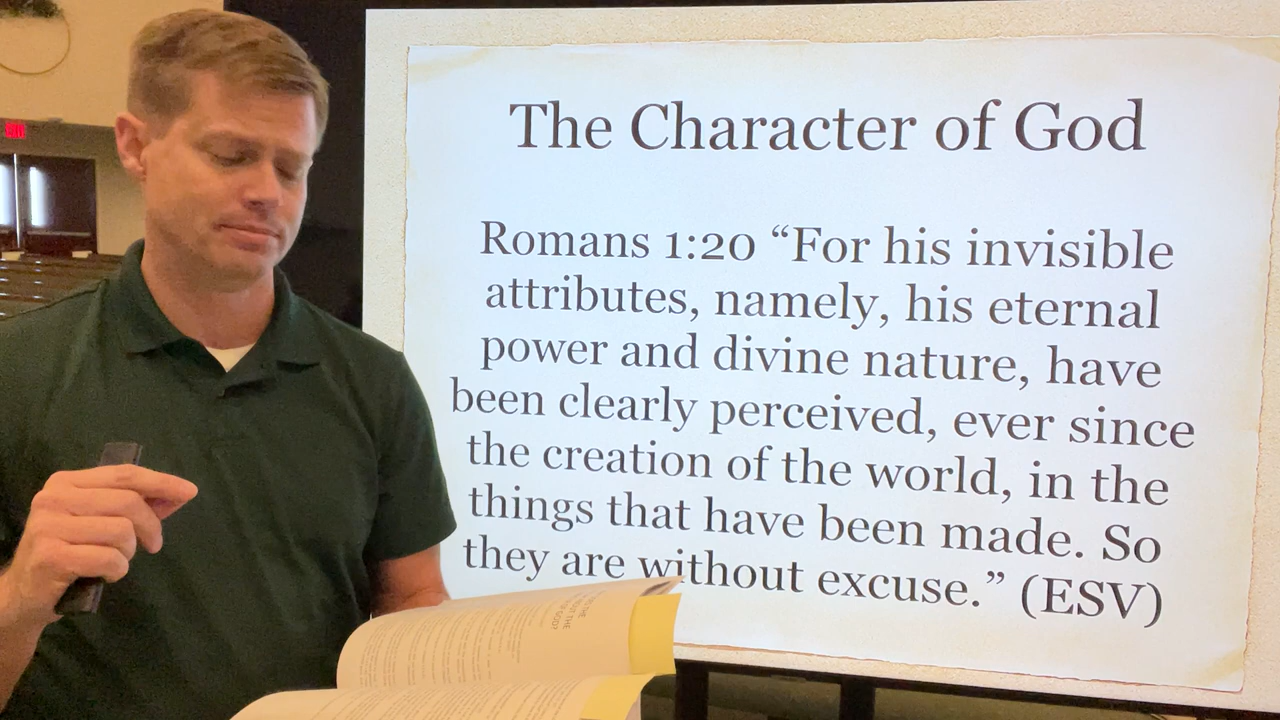 EXIT
The Character of God
Romans 1:20 “For his invisible
attributes, namely, his eternal
power and divine nature, have
been clearly perceived, ever since
the creation of the world, in the
things that have been made. So
they are without excuse.” (ESV)